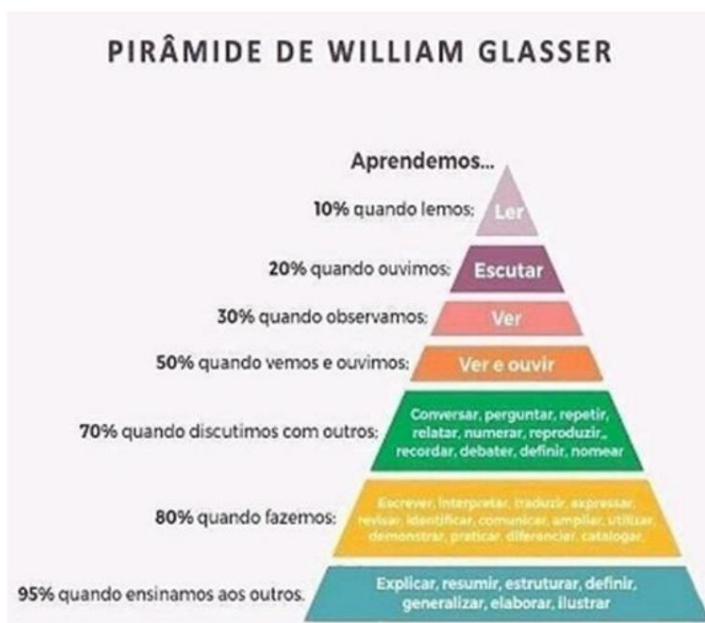 PIRÂMIDE DE WILLIAM GLASSER
Aprendemos...
10% quando lemos;
Ler
20% quando ouvimos;
Escutar
30% quando observamos;
Ver
50% quando vemos e ouvimos;
Ver e ouvir
70% quando discutimos com outros;
Conversar, perguntar, repetir,
relatar, numerar, reproduzir,,
recordar, debater, definir, nomear
80% quando fazemos;
Escrever, interpretar, traduzir, expressar,
revisar, identificar, comunicar, ampliar, utilizar,
demonstrar, praticar, diferenciar, catalogar,
95% quando ensinamos aos outros.
Explicar, resumir, estruturar, definir,
generalizar, elaborar, ilustrar